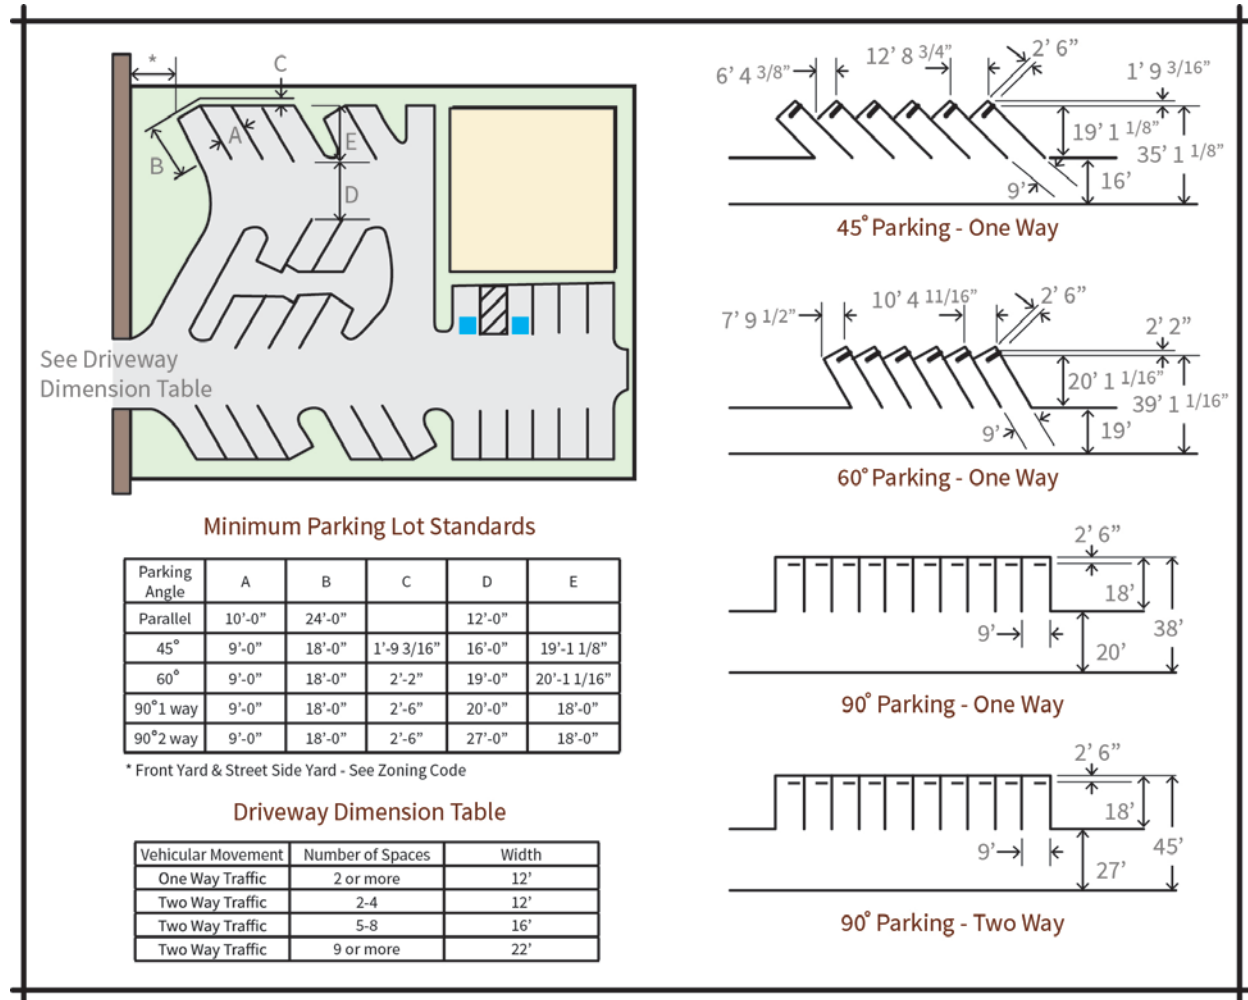 *
C
A
B
E
D
See Driveway
Dimension Table
Minimum Parking Lot Standards
Parking Angle A B C D E
Parallel 10’-0” 24’-0” 12’-0”
45° 9’-0” 18’-0” 1’-9 3/16” 16’-0” 19’-1 1/8”
60° 9’-0” 18’-0” 2’-2” 19’-0” 20’-1 1/16”
90°1 way 9’-0” 18’-0” 2’-6” 20’-0” 18’-0”
90°2 way 9’-0” 18’-0” 2’-6” 27’-0” 18’-0”
* Front Yard & Street Side Yard - See Zoning Code
Driveway Dimension Table
Vehicular Movement Number of Spaces Width
One Way Traffic 2 or more 12’
Two Way Traffic 2-4 12’
Two Way Traffic 5-8 16’
Two Way Traffic 9 or more 22’
6’ 4 3/8” 12’ 8 3/4” 2’ 6”
1’ 9 3/16”
19’ 1 1/8”
35’ 1 1/8”
9’ 16’
45° Parking - One Way
7’ 9 1/2” 10’ 4 11/16” 2’ 6”
2’ 2”
20’ 1 1/16”
39’ 1 1/16”
9’ 19’
60° Parking - One Way
2’ 6”
18’
9’ 38’
20’
90° Parking - One Way
2’ 6”
18’
9’ 45’
27’
90° Parking - Two Way